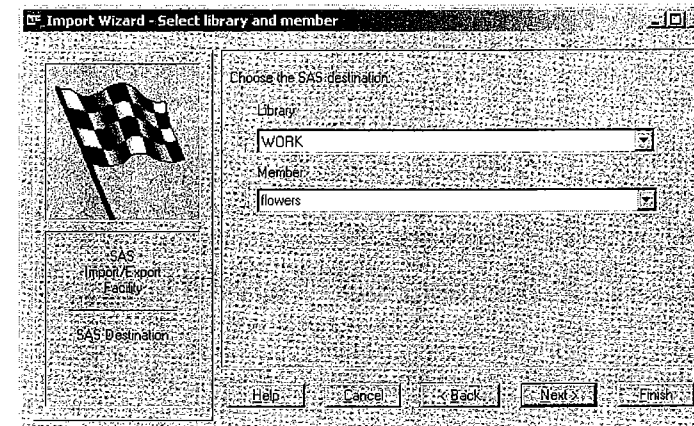 Import Wizard - Select library and member
Choose the SAS destination:
Library:
WORK
Member:
flowers
SAS
Import/Export
Facility
SAS Destination
Help
Cancel
< Back
Next >
Finish